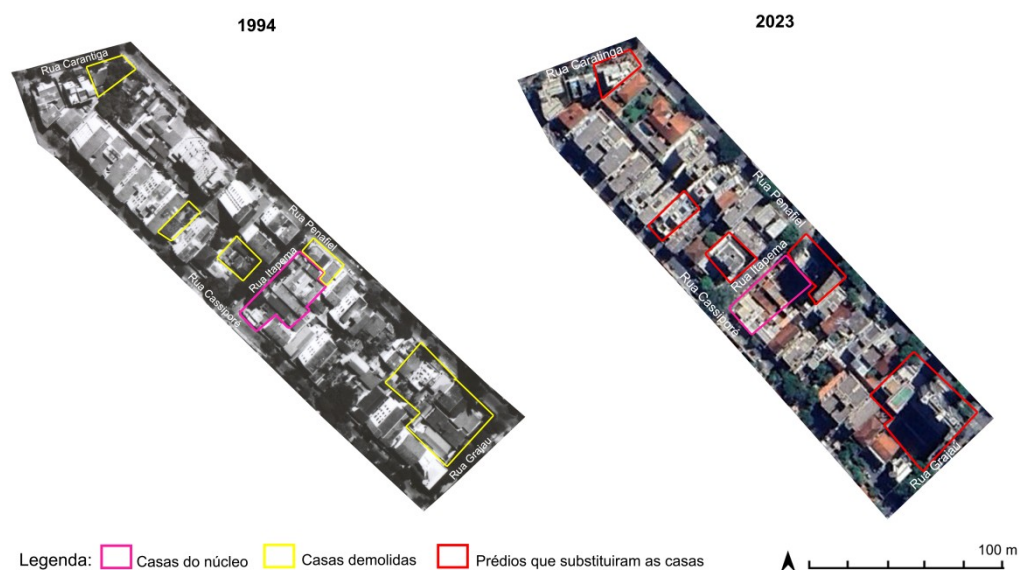 1994
2023
Rua Carantiga
Rua Penafiel
Rua Itapema
Rua Cassiporé
Rua Grajaú
Rua Caratinga
Rua Penafiel
Rua Itapema
Rua Cassiporé
Rua Grajaú
Legenda: Casas do núcleo Casas demolidas Prédios que substituiram as casas
100 m